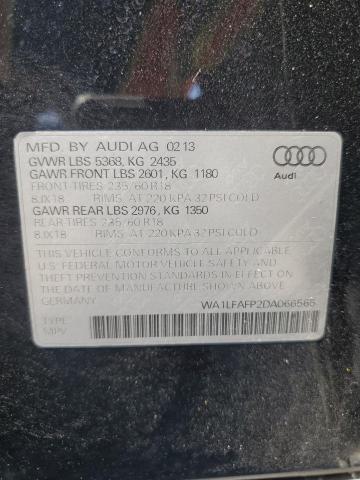 MFD. BY AUDI AG 0213
GVWR LBS 5368, KG 2435
GAWR FRONT LBS 2601, KG 1180
FRONT-TIRES 235/60R18
8JX18 RIMS, AT 220 KPA 32 PSI COLD
GAWR REAR LBS 2976, KG 1350
REAR-TIRES 235/60R18
8JX18 RIMS, AT 220 KPA 32 PSI COLD
Audi
THIS VEHICLE CONFORMS TO ALL APPLICABLE
U.S. FEDERAL MOTOR VEHICLE SAFETY AND
THEFT PREVENTION STANDARDS IN EFFECT ON
THE DATE OF MANUFACTURE SHOWN ABOVE
GERMANY
WA1LFAFP2DA066565
TYPE
MPV